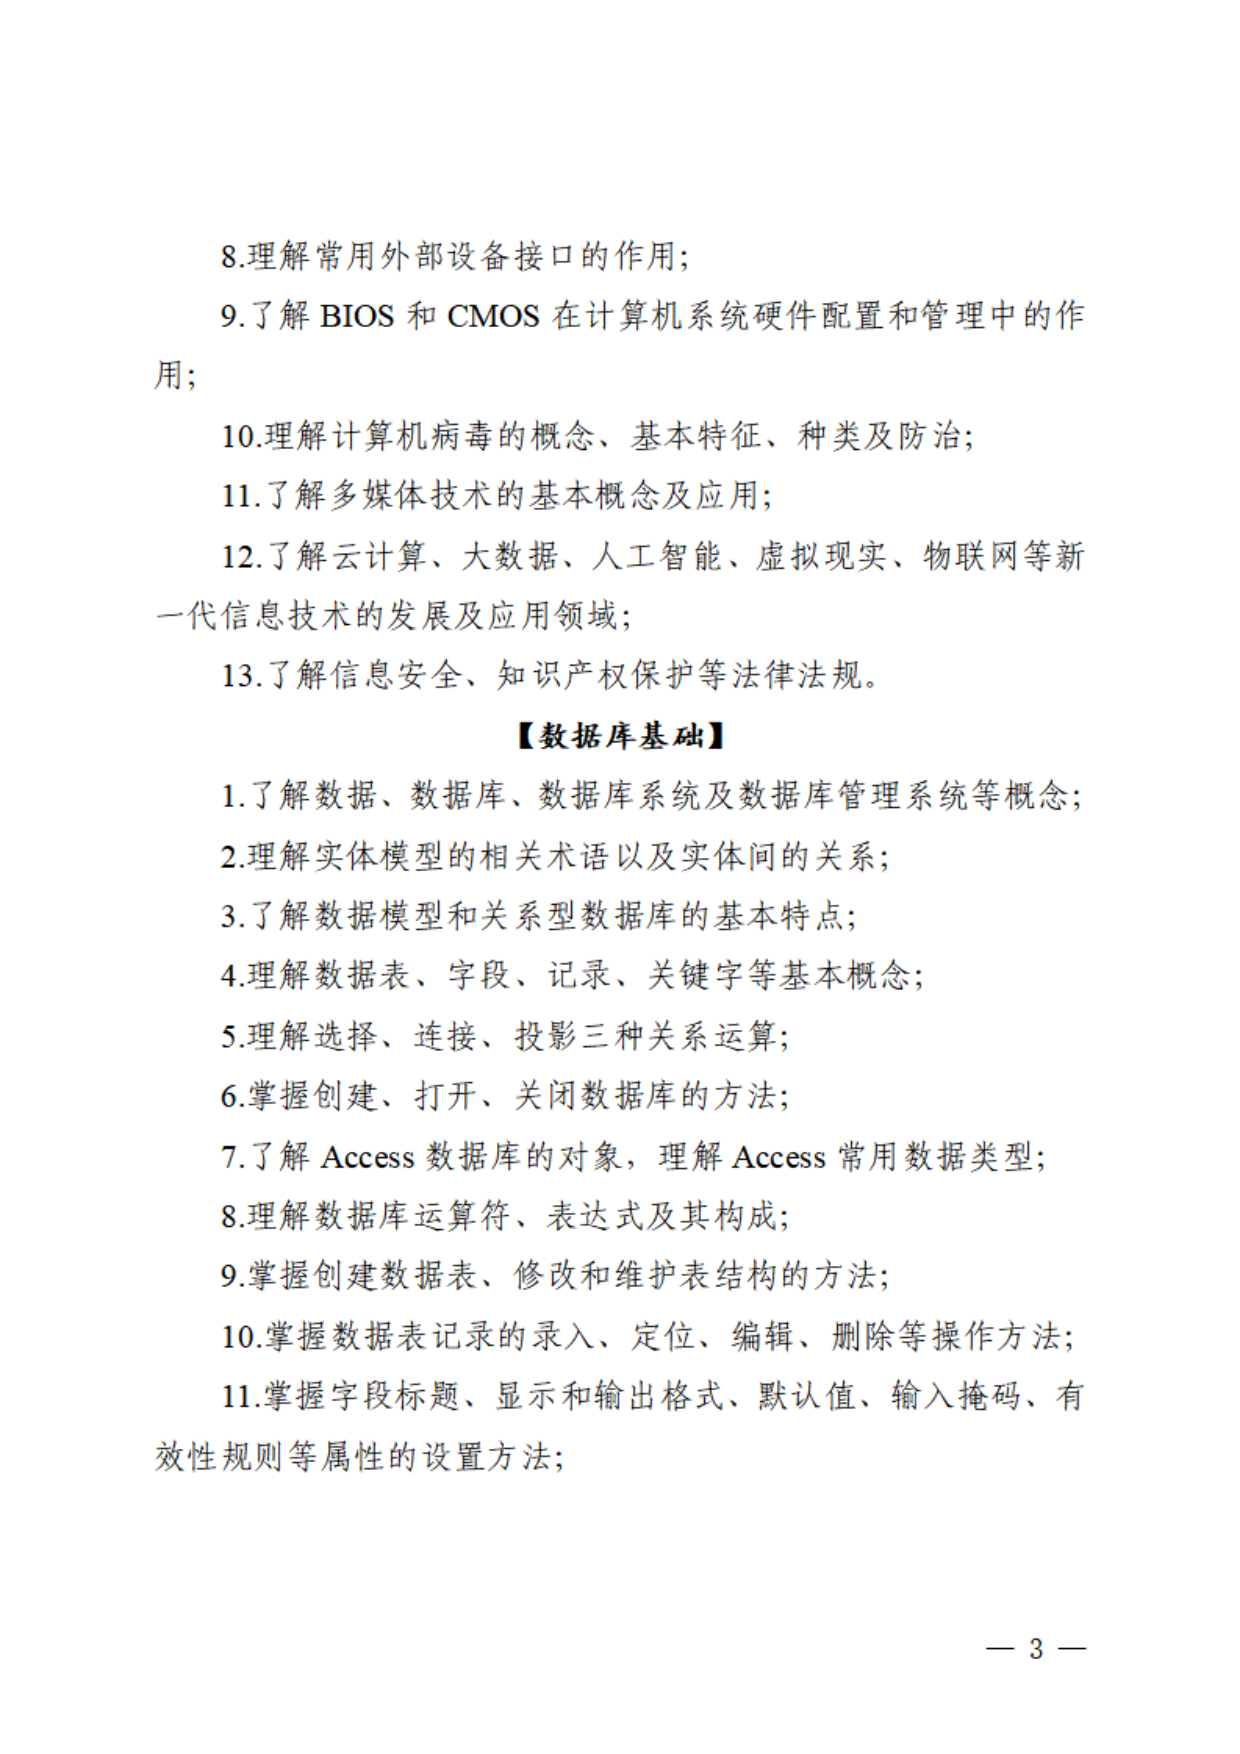 8.理解常用外部设备接口的作用；
9.了解 BIOS 和 CMOS 在计算机系统硬件配置和管理中的作
用；
10.理解计算机病毒的概念、基本特征、种类及防治；
11.了解多媒体技术的基本概念及应用；
12.了解云计算、大数据、人工智能、虚拟现实、物联网等新
一代信息技术的发展及应用领域；
13.了解信息安全、知识产权保护等法律法规。
【数据库基础】
1.了解数据、数据库、数据库系统及数据库管理系统等概念；
2.理解实体模型的相关术语以及实体间的关系；
3.了解数据模型和关系型数据库的基本特点；
4.理解数据表、字段、记录、关键字等基本概念；
5.理解选择、连接、投影三种关系运算；
6.掌握创建、打开、关闭数据库的方法；
7.了解 Access 数据库的对象，理解 Access 常用数据类型；
8.理解数据库运算符、表达式及其构成；
9.掌握创建数据表、修改和维护表结构的方法；
10.掌握数据表记录的录入、定位、编辑、删除等操作方法；
11.掌握字段标题、显示和输出格式、默认值、输入掩码、有
效性规则等属性的设置方法；
— 3 —